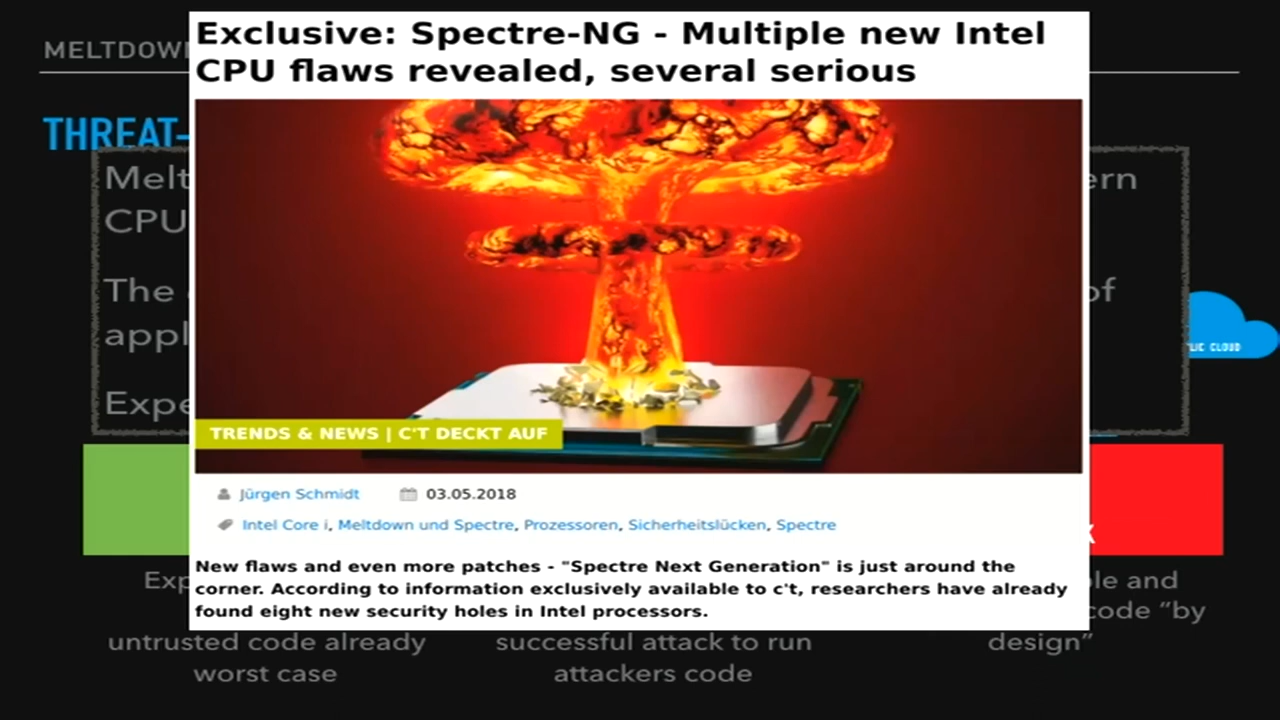 MELTDOW
Exclusive: Spectre-NG - Multiple new Intel
CPU flaws revealed, several serious
THREAT-
Melt
ern
CPU
The
of
appl
LIC CLOUD
Expe
TRENDS & NEWS | C'T DECKT AUF
Jürgen Schmidt 03.05.2018
Intel Core i, Meltdown und Spectre, Prozessoren, Sicherheitslücken, Spectre
New flaws and even more patches - "Spectre Next Generation" is just around the
corner. According to information exclusively available to c't, researchers have already
found eight new security holes in Intel processors.
Exp
le and
code “by
untrusted code already
successful attack to run
design”
worst case
attackers code